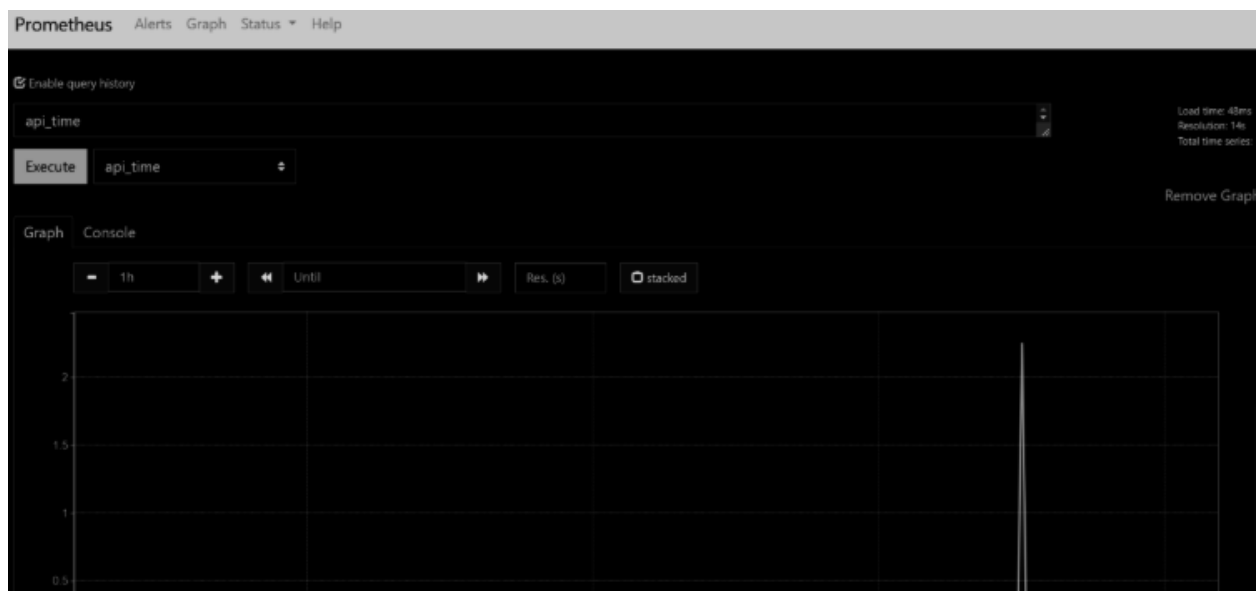 Prometheus Alerts Graph Status Help
Enable query history
api_time
Load time: 48ms
Resolution: 14s
Total time series:
Execute api_time
Remove Graph
Graph Console
1h Until Res. (s) stacked
2
1.5
1
0.5